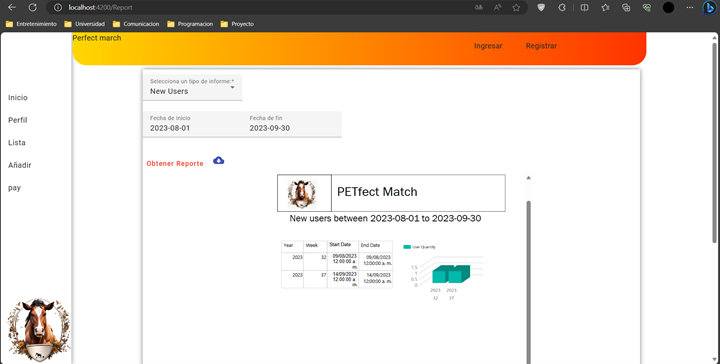 localhost:4200/Report
Entretenimiento
Universidad
Comunicacion
Programacion
Proyecto
Perfect march
Ingresar
Registrar
Inicio
Perfil
Lista
Añadir
pay
Selecciona un tipo de informe:*
New Users
Fecha de Inicio
2023-08-01
Fecha de fin
2023-09-30
Obtener Reporte
PETfect Match
New users between 2023-08-01 to 2023-09-30
Year Week Start Date End Date
2023 32 09/08/2023 12:00:00 a. m. 09/08/2023 12:00:00 a. m.
2023 37 14/09/2023 12:00:00 a. m. 14/09/2023 12:00:00 a. m.
User Quantity
1.5
1
0.5
0
2023 2023